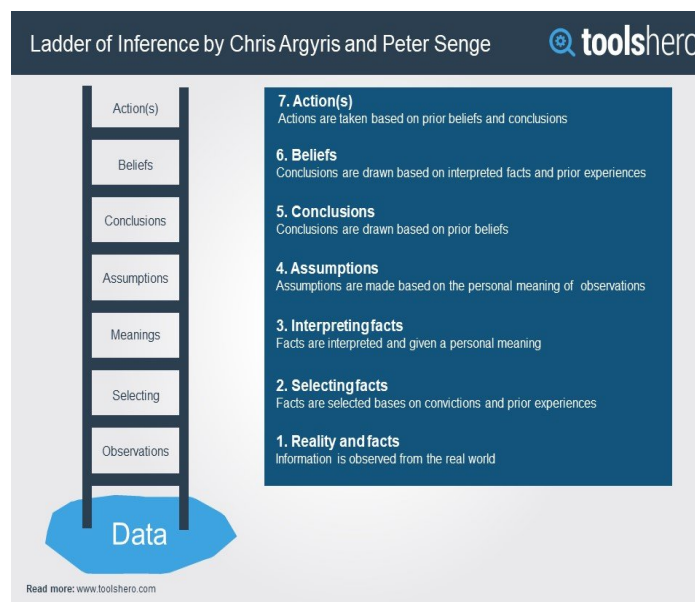 Ladder of Inference by Chris Argyris and Peter Senge
toolshero
Action(s)
Beliefs
Conclusions
Assumptions
Meanings
Selecting
Observations
Data
7. Action(s)
Actions are taken based on prior beliefs and conclusions
6. Beliefs
Conclusions are drawn based on interpreted facts and prior experiences
5. Conclusions
Conclusions are drawn based on prior beliefs
4. Assumptions
Assumptions are made based on the personal meaning of observations
3. Interpreting facts
Facts are interpreted and given a personal meaning
2. Selecting facts
Facts are selected bases on convictions and prior experiences
1. Reality and facts
Information is observed from the real world
Read more: www.toolshero.com